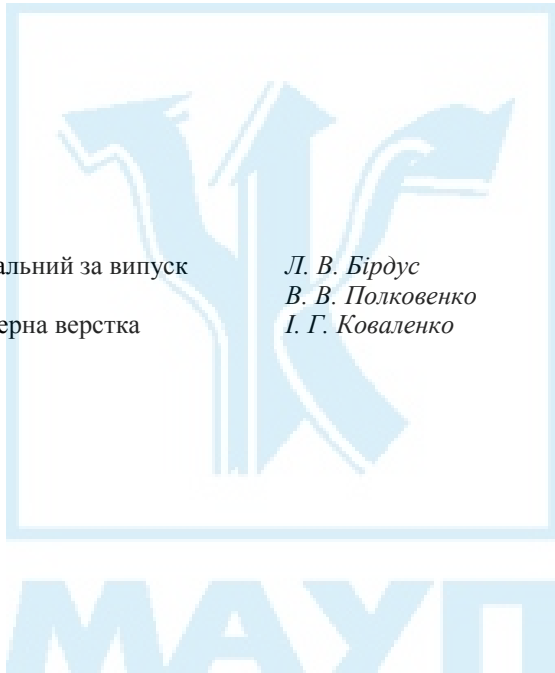 альний за випуск Л. В. Бірдус
В. В. Полковенко
ерна верстка І. Г. Коваленко
МАУП